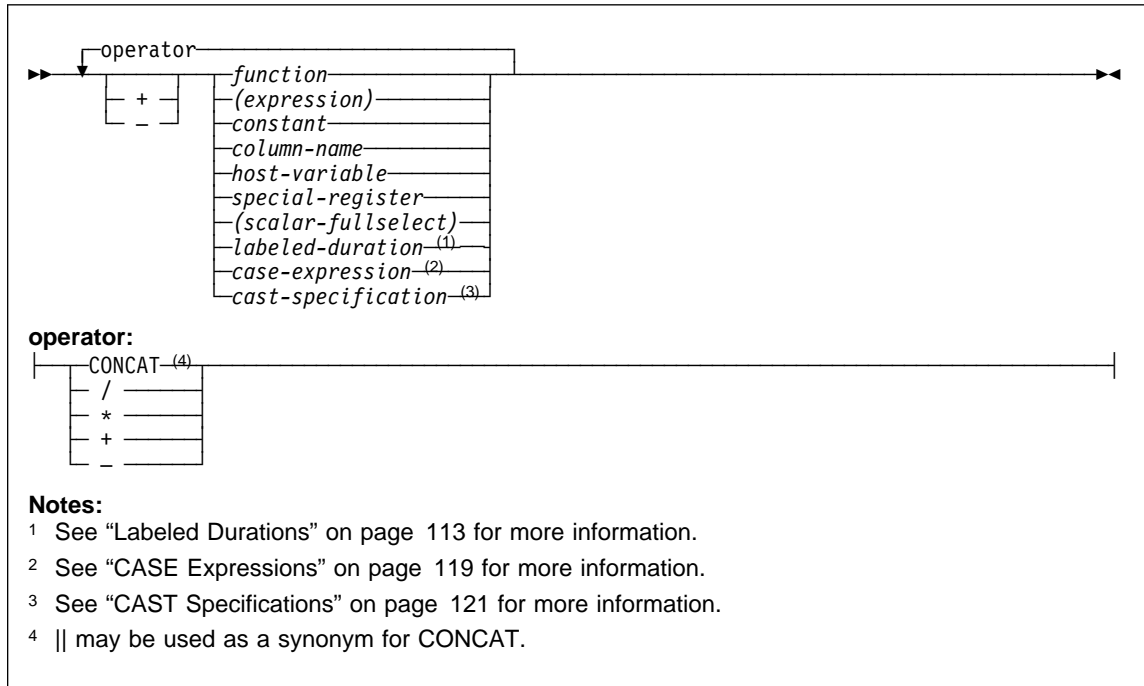 operator
function
+
(expression)
–
constant
column-name
host-variable
special-register
(scalar-fullselect)
labeled-duration (1)
case-expression (2)
cast-specification (3)
operator:
CONCAT (4)
/
*
+
–
Notes:
1 See “Labeled Durations” on page 113 for more information.
2 See “CASE Expressions” on page 119 for more information.
3 See “CAST Specifications” on page 121 for more information.
4 || may be used as a synonym for CONCAT.